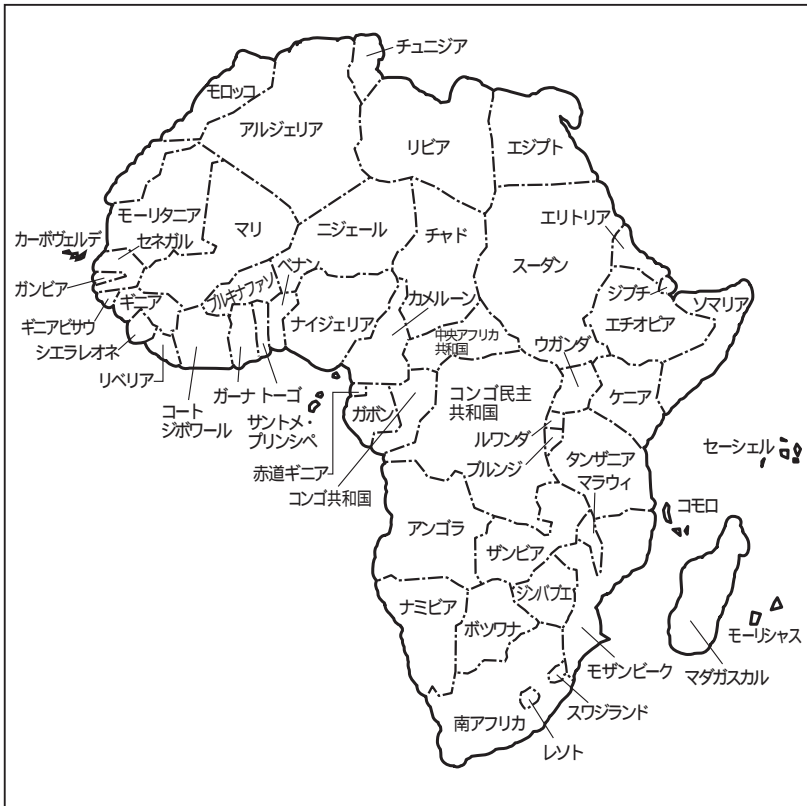 チュニジア
モロッコ
アルジェリア
リビア
エジプト
モーリタニア
マリ
ニジェール
チャド
エリトリア
カーボヴェルデ
セネガル
スーダン
ベナン
ガンビア
ギニア
ブルキナファソ
ジブチ
ソマリア
ギニアビサウ
ナイジェリア
カメルーン
エチオピア
シエラレオネ
中央アフリカ
共和国
ウガンダ
リベリア
ガーナ
トーゴ
コート
ジボワール
サントメ・
プリンシペ
ガボン
コンゴ民主
共和国
ケニア
ルワンダ
赤道ギニア
ブルンジ
タンザニア
セーシェル
コンゴ共和国
マラウィ
コモロ
アンゴラ
ザンビア
ナミビア
ジンバブエ
ボツワナ
モーリシャス
モザンビーク
マダガスカル
スワジランド
南アフリカ
レソト